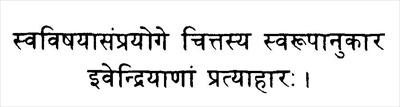 स्वविषयासंप्रयोगे चित्तस्य स्वरूपानुकार
इवेन्द्रियाणां प्रत्याहारः।